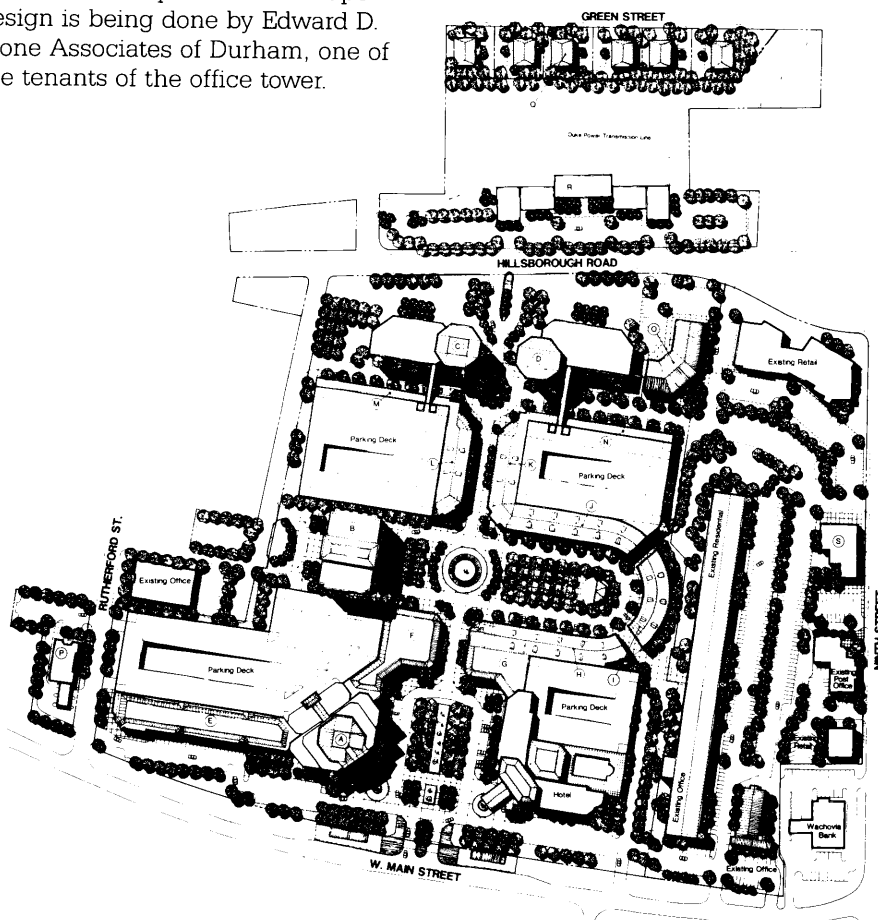 design is being done by Edward D.
one Associates of Durham, one of
e tenants of the office tower.
GREEN STREET
Q
Duke Power Transmission Line
R
HILLSBOROUGH ROAD
C
D
O
Existing Retail
M
N
Parking Deck
L
K
Parking Deck
J
B
S
RUTHERFORD ST.
Existing Office
Existing Residential
NINTH STREET
P
Parking Deck
F
G
H
I
Existing
Post
Office
E
A
Parking Deck
Existing
Retail
Hotel
Existing Office
Wachovia
Bank
Existing Office
W. MAIN STREET